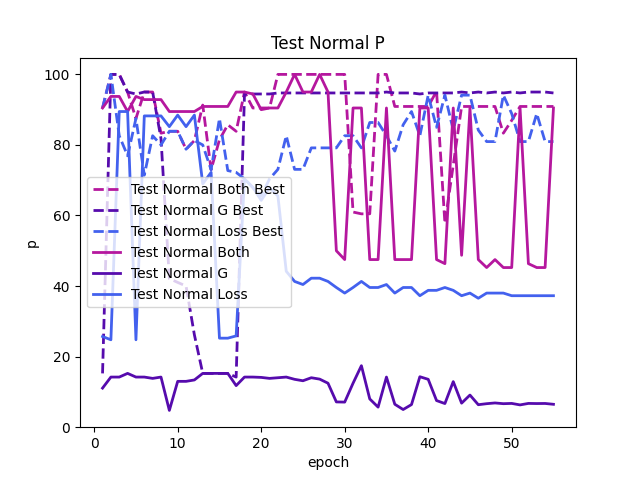 Test Normal P
100
80
60
40
20
0
p
Test Normal Both Best
Test Normal G Best
Test Normal Loss Best
Test Normal Both
Test Normal G
Test Normal Loss
0 10 20 30 40 50
epoch